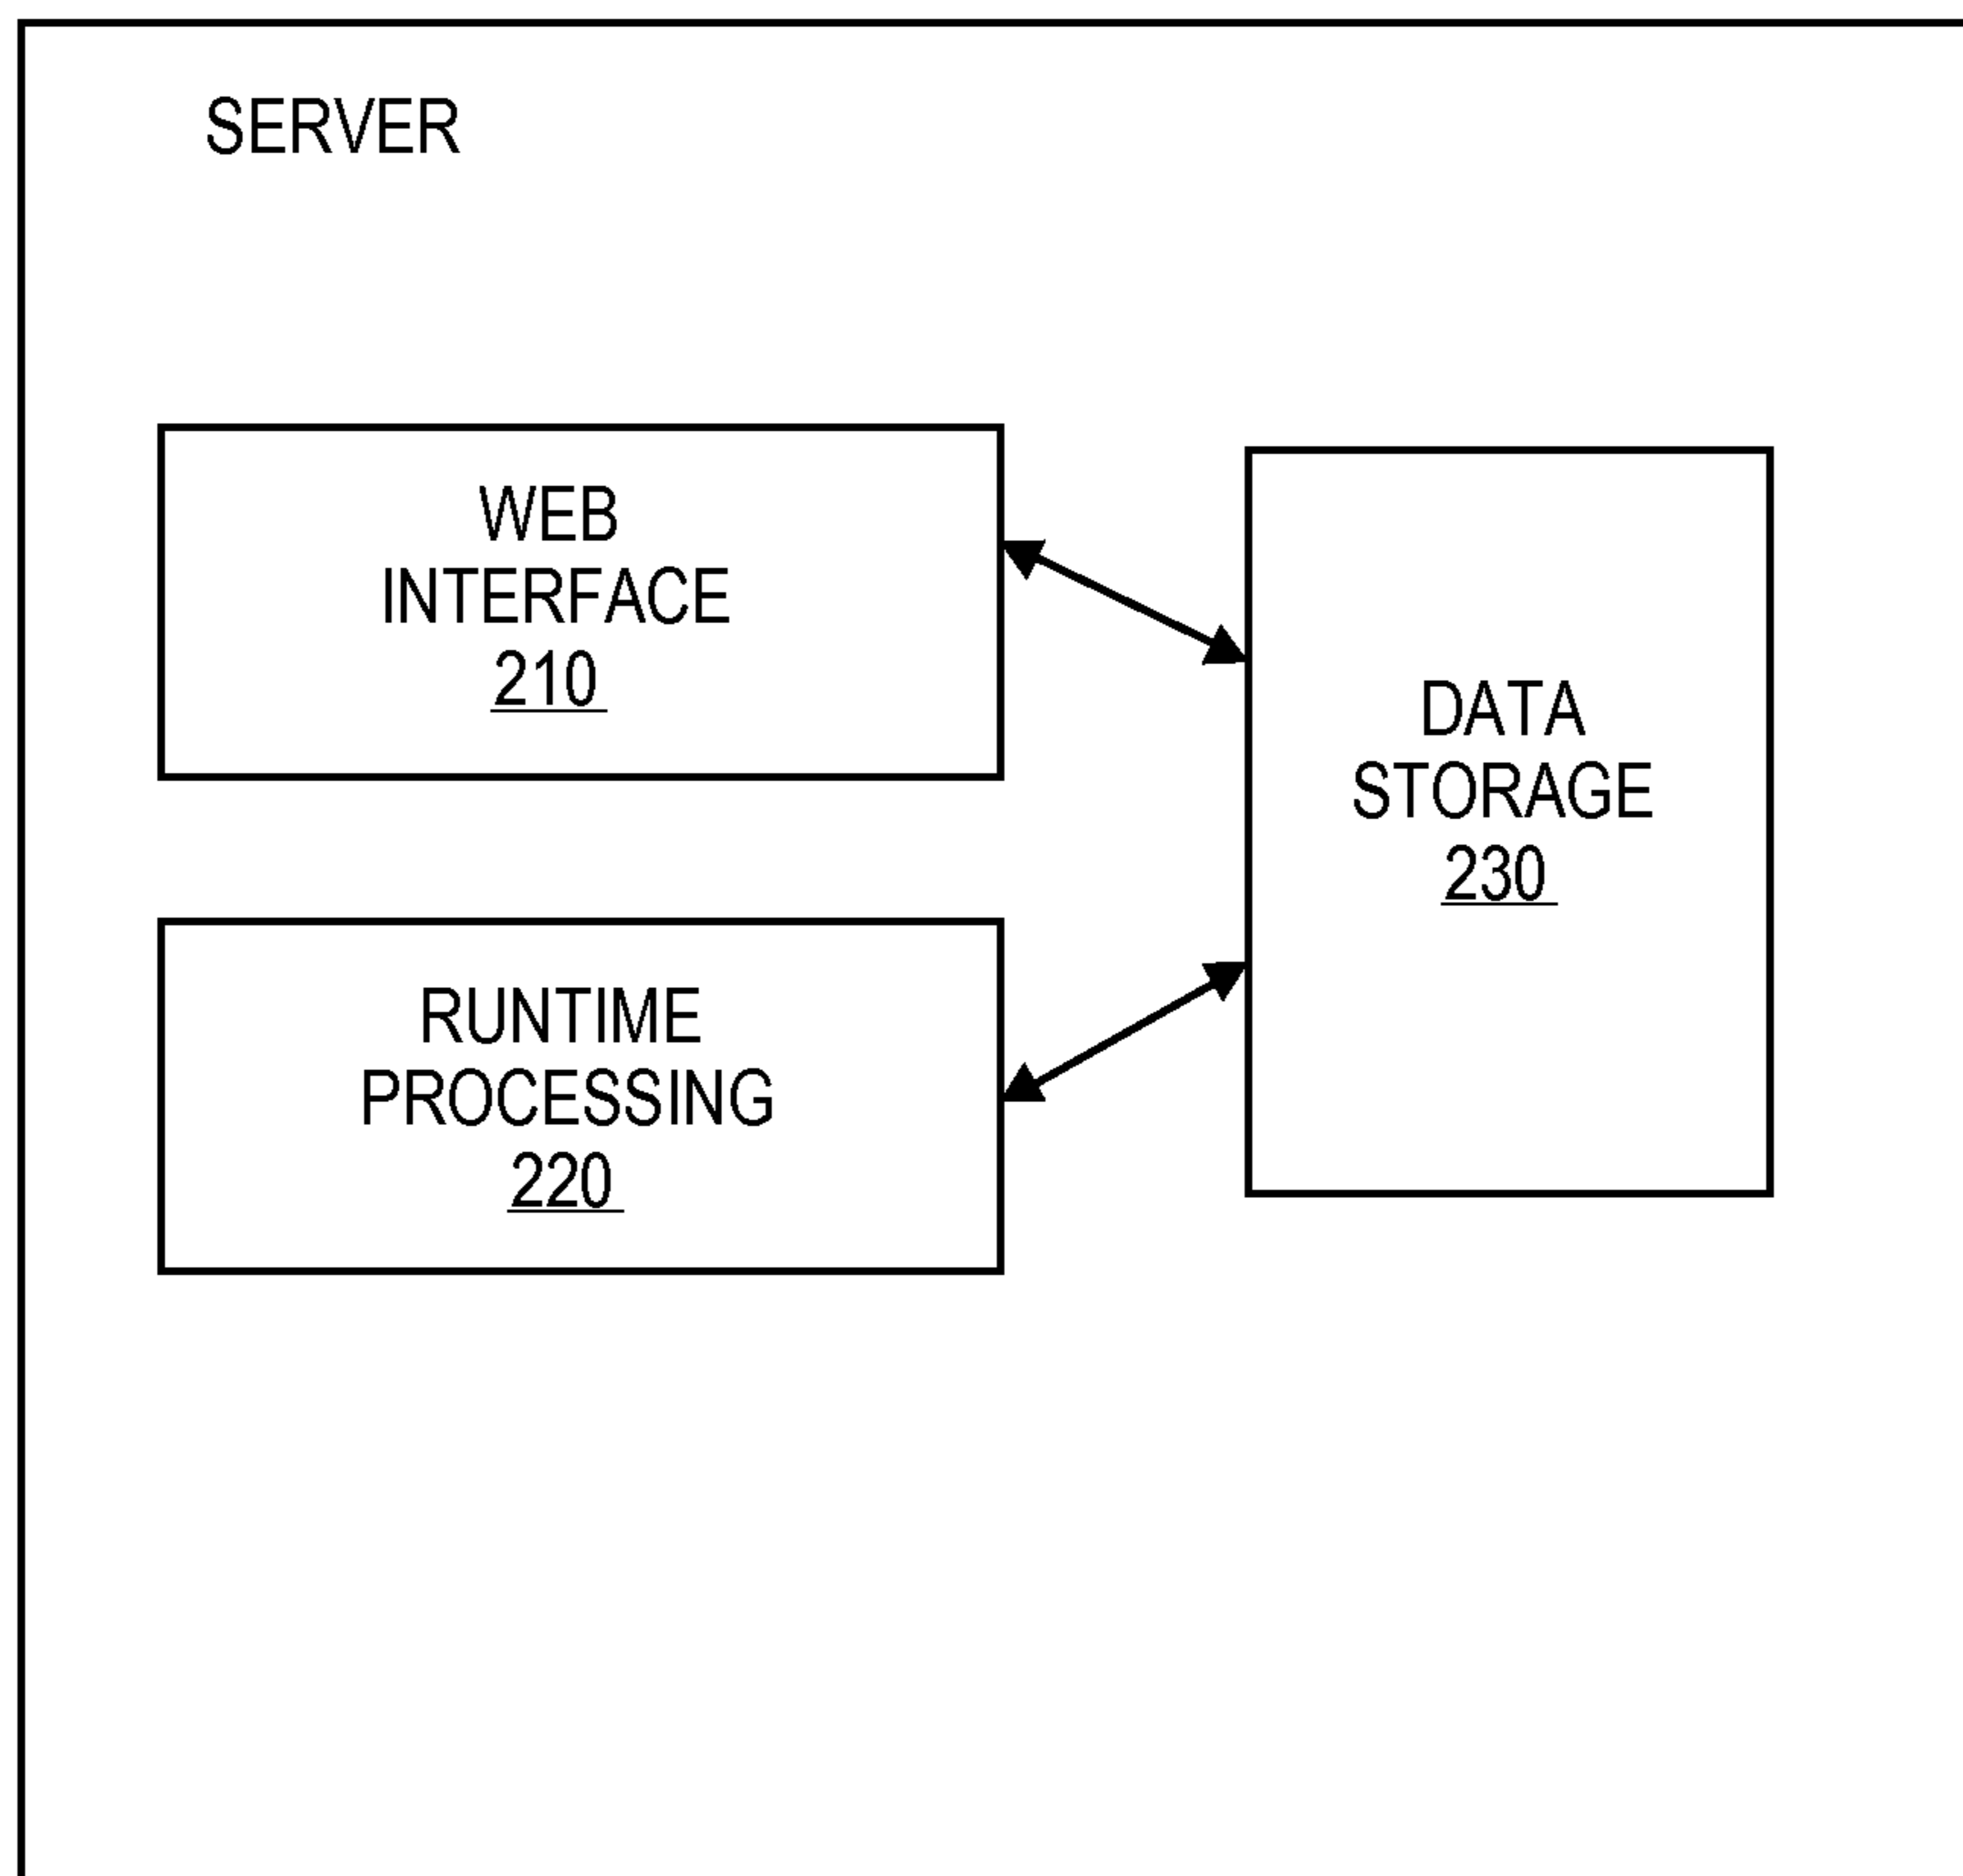 SERVER
WEB
INTERFACE
210
RUNTIME
PROCESSING
220
DATA
STORAGE
230